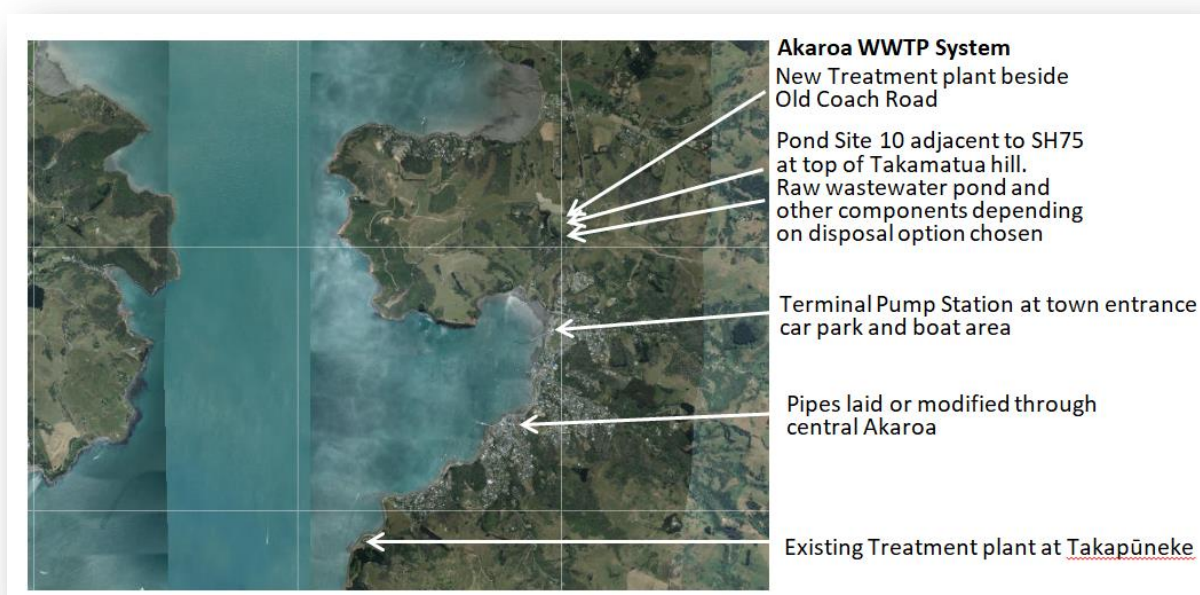 Akaroa WWTP System
New Treatment plant beside
Old Coach Road
Pond Site 10 adjacent to SH75
at top of Takamatua hill.
Raw wastewater pond and
other components depending
on disposal option chosen
Terminal Pump Station at town entrance
car park and boat area
Pipes laid or modified through
central Akaroa
Existing Treatment plant at Takapūneke